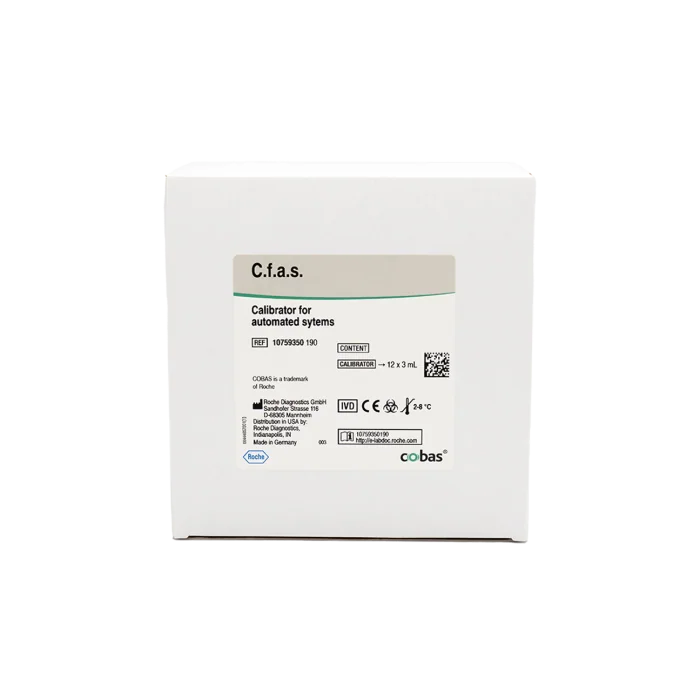 C.f.a.s.
Calibrator for
automated sytems
REF 10759350 190
CONTENT
CALIBRATOR → 12 x 3 mL
COBAS is a trademark
of Roche
Roche Diagnostics GmbH
Sandhofer Strasse 116
D-68305 Mannheim
Distribution in USA by:
Roche Diagnostics,
Indianapolis, IN
Made in Germany
IVD CE 2-8 °C
10759350190
http://e-labdoc.roche.com
Roche
cobas®